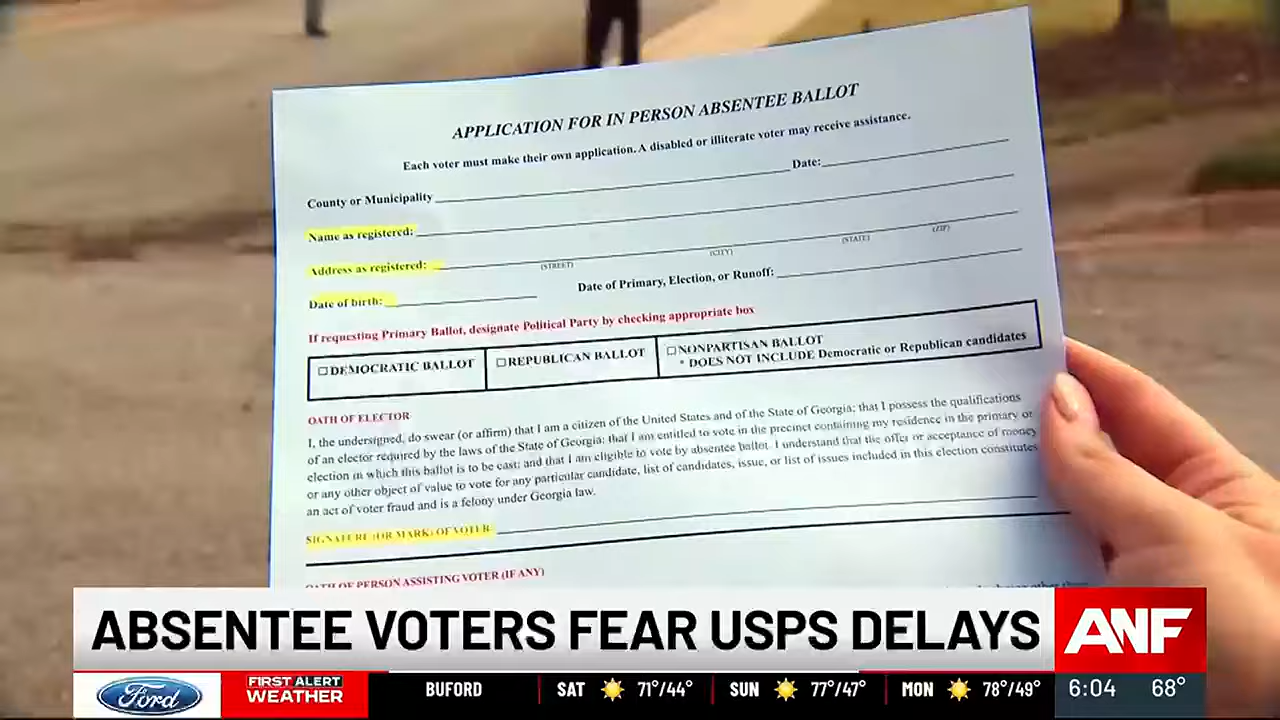 APPLICATION FOR IN PERSON ABSENTEE BALLOT
Each voter must make their own application. A disabled or illiterate voter may receive assistance.
County or Municipality Date:
Name as registered:
Address as registered:
(STREET) (CITY) (STATE) (ZIP)
Date of birth: Date of Primary, Election, or Runoff:
If requesting Primary Ballot, designate Political Party by checking appropriate box
☐ DEMOCRATIC BALLOT ☐ REPUBLICAN BALLOT ☐ NONPARTISAN BALLOT
* DOES NOT INCLUDE Democratic or Republican candidates
OATH OF ELECTOR
I, the undersigned, do swear (or affirm) that I am a citizen of the United States and of the State of Georgia; that I possess the qualifications
of an elector required by the laws of the State of Georgia; that I am entitled to vote in the precinct containing my residence in the primary or
election in which this ballot is to be cast; and that I am eligible to vote by absentee ballot. I understand that the offer or acceptance of money
or any other object of value to vote for any particular candidate, list of candidates, issue, or list of issues included in this election constitutes
an act of voter fraud and is a felony under Georgia law.
SIGNATURE (OR MARK) OF VOTER
OATH OF PERSON ASSISTING VOTER (IF ANY)
ABSENTEE VOTERS FEAR USPS DELAYS
ANF
Ford
FIRST ALERT
WEATHER
BUFORD SAT 71°/44° SUN 77°/47° MON 78°/49° 6:04 68°